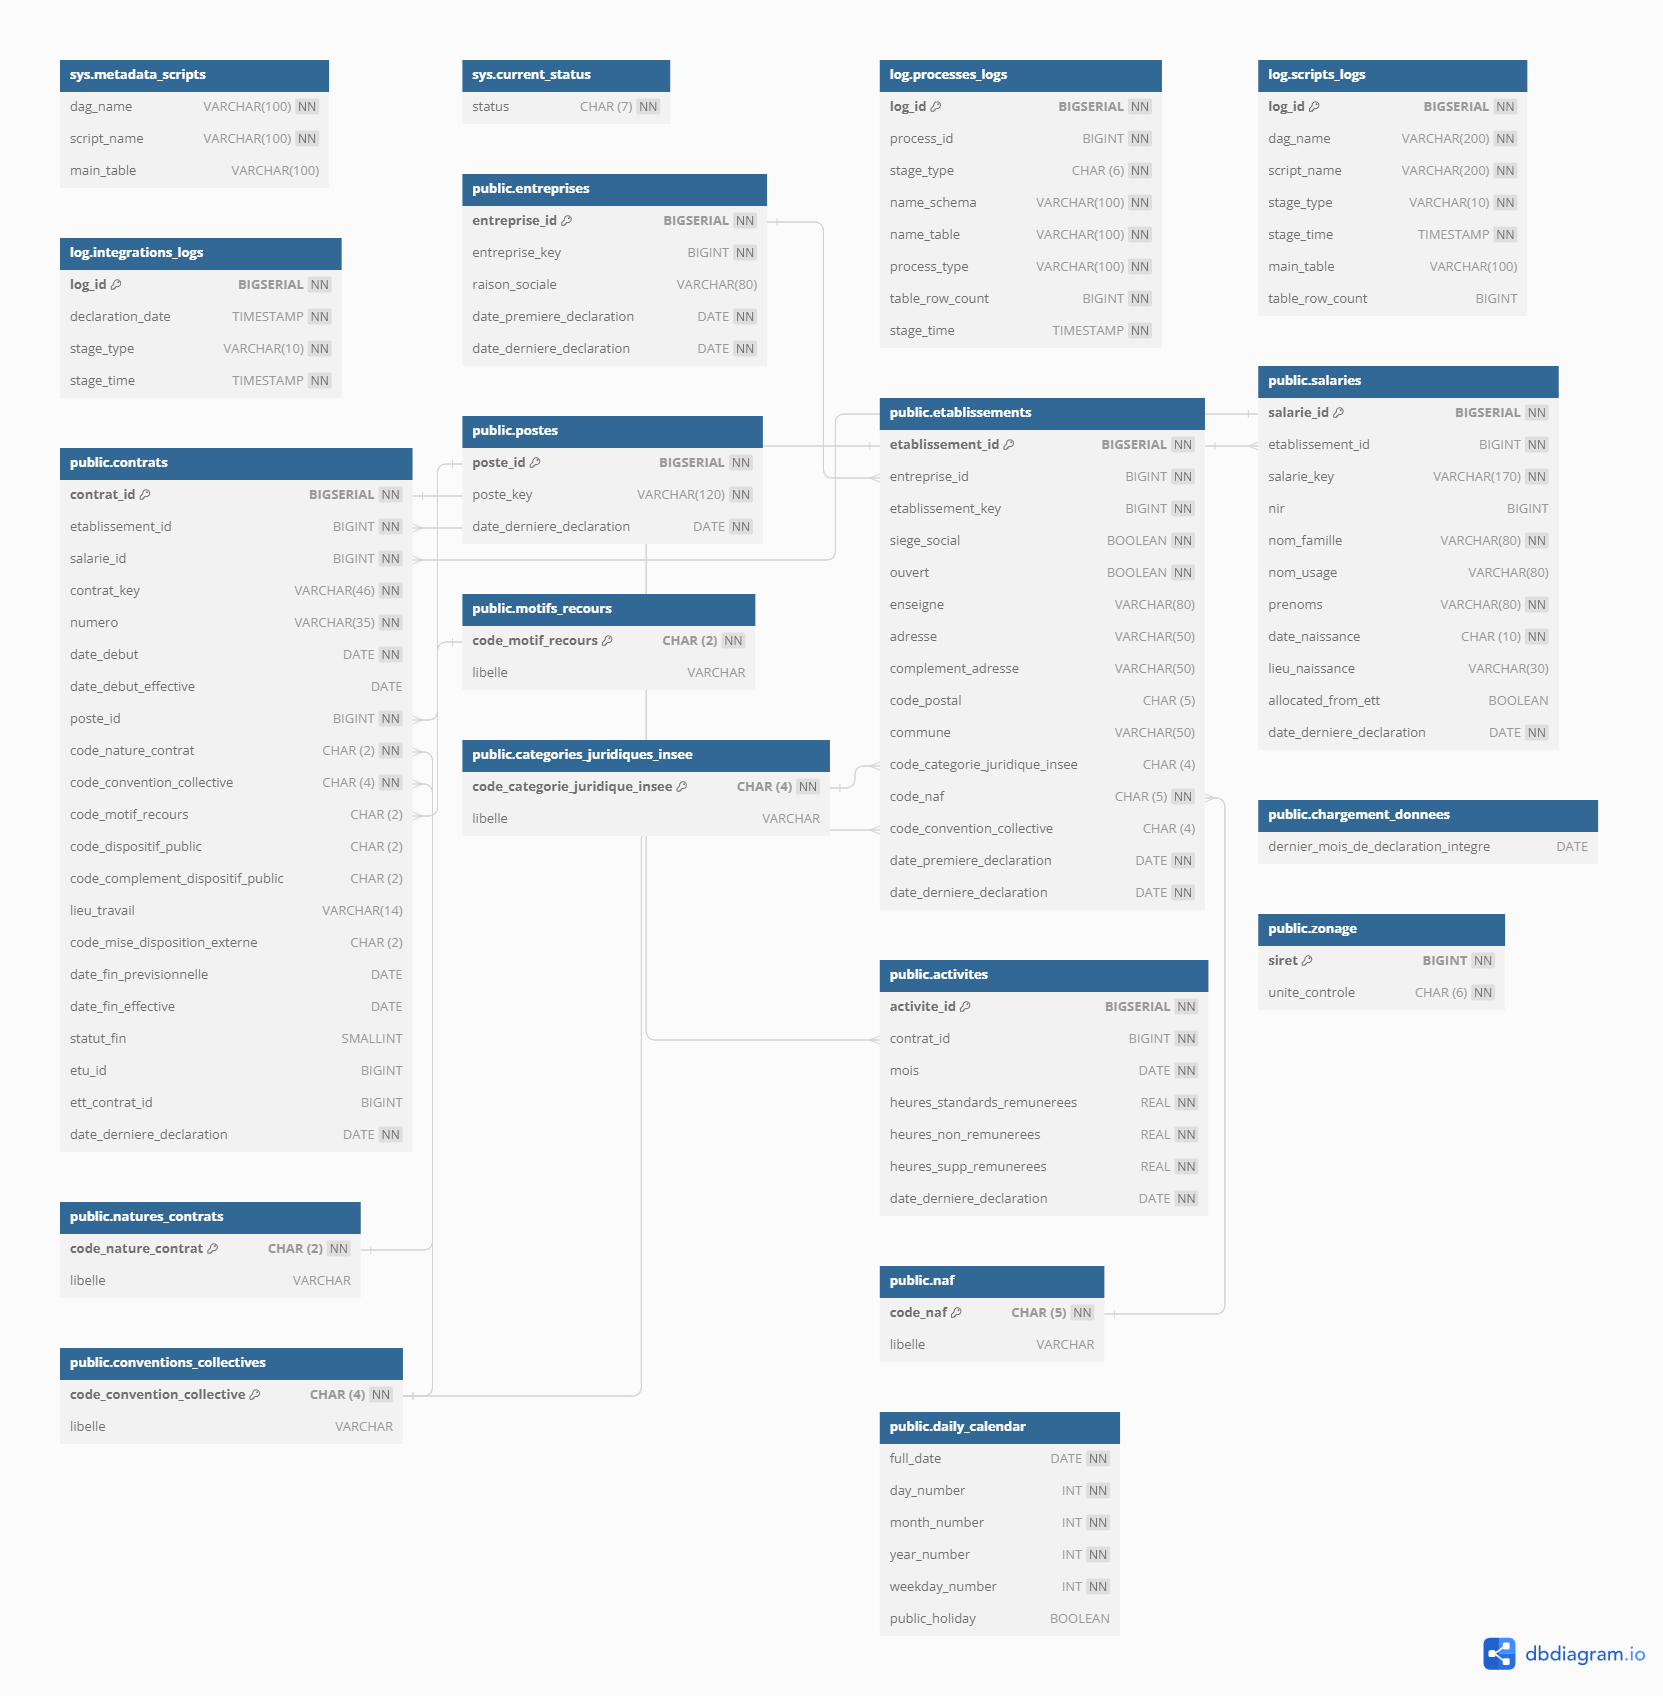 sys.metadata_scripts
dag_name VARCHAR(100) NN
script_name VARCHAR(100) NN
main_table VARCHAR(100)
log.integrations_logs
log_id BIGSERIAL NN
declaration_date TIMESTAMP NN
stage_type VARCHAR(10) NN
stage_time TIMESTAMP NN
public.contrats
contrat_id BIGSERIAL NN
etablissement_id BIGINT NN
salarie_id BIGINT NN
contrat_key VARCHAR(46) NN
numero VARCHAR(35) NN
date_debut DATE NN
date_debut_effective DATE
poste_id BIGINT NN
code_nature_contrat CHAR (2) NN
code_convention_collective CHAR (4) NN
code_motif_recours CHAR (2)
code_dispositif_public CHAR (2)
code_complement_dispositif_public CHAR (2)
lieu_travail VARCHAR(14)
code_mise_disposition_externe CHAR (2)
date_fin_previsionnelle DATE
date_fin_effective DATE
statut_fin SMALLINT
etu_id BIGINT
ett_contrat_id BIGINT
date_derniere_declaration DATE NN
public.natures_contrats
code_nature_contrat CHAR (2) NN
libelle VARCHAR
public.conventions_collectives
code_convention_collective CHAR (4) NN
libelle VARCHAR
sys.current_status
status CHAR (7) NN
public.entreprises
entreprise_id BIGSERIAL NN
entreprise_key BIGINT NN
raison_sociale VARCHAR(80)
date_premiere_declaration DATE NN
date_derniere_declaration DATE NN
public.postes
poste_id BIGSERIAL NN
poste_key VARCHAR(120) NN
date_derniere_declaration DATE NN
public.motifs_recours
code_motif_recours CHAR (2) NN
libelle VARCHAR
public.categories_juridiques_insee
code_categorie_juridique_insee CHAR (4) NN
libelle VARCHAR
log.processes_logs
log_id BIGSERIAL NN
process_id BIGINT NN
stage_type CHAR (6) NN
name_schema VARCHAR(100) NN
name_table VARCHAR(100) NN
process_type VARCHAR(100) NN
table_row_count BIGINT NN
stage_time TIMESTAMP NN
public.etablissements
etablissement_id BIGSERIAL NN
entreprise_id BIGINT NN
etablissement_key BIGINT NN
siege_social BOOLEAN NN
ouvert BOOLEAN NN
enseigne VARCHAR(80)
adresse VARCHAR(50)
complement_adresse VARCHAR(50)
code_postal CHAR (5)
commune VARCHAR(50)
code_categorie_juridique_insee CHAR (4)
code_naf CHAR (5) NN
code_convention_collective CHAR (4)
date_premiere_declaration DATE NN
date_derniere_declaration DATE NN
public.activites
activite_id BIGSERIAL NN
contrat_id BIGINT NN
mois DATE NN
heures_standards_remunerees REAL NN
heures_non_remunerees REAL NN
heures_supp_remunerees REAL NN
date_derniere_declaration DATE NN
public.naf
code_naf CHAR (5) NN
libelle VARCHAR
public.daily_calendar
full_date DATE NN
day_number INT NN
month_number INT NN
year_number INT NN
weekday_number INT NN
public_holiday BOOLEAN
log.scripts_logs
log_id BIGSERIAL NN
dag_name VARCHAR(200) NN
script_name VARCHAR(200) NN
stage_type VARCHAR(10) NN
stage_time TIMESTAMP NN
main_table VARCHAR(100)
table_row_count BIGINT
public.salaries
salarie_id BIGSERIAL NN
etablissement_id BIGINT NN
salarie_key VARCHAR(170) NN
nir BIGINT
nom_famille VARCHAR(80) NN
nom_usage VARCHAR(80)
prenoms VARCHAR(80) NN
date_naissance CHAR (10) NN
lieu_naissance VARCHAR(30)
allocated_from_ett BOOLEAN
date_derniere_declaration DATE NN
public.chargement_donnees
dernier_mois_de_declaration_integre DATE
public.zonage
siret BIGINT NN
unite_controle CHAR (6) NN
dbdiagram.io